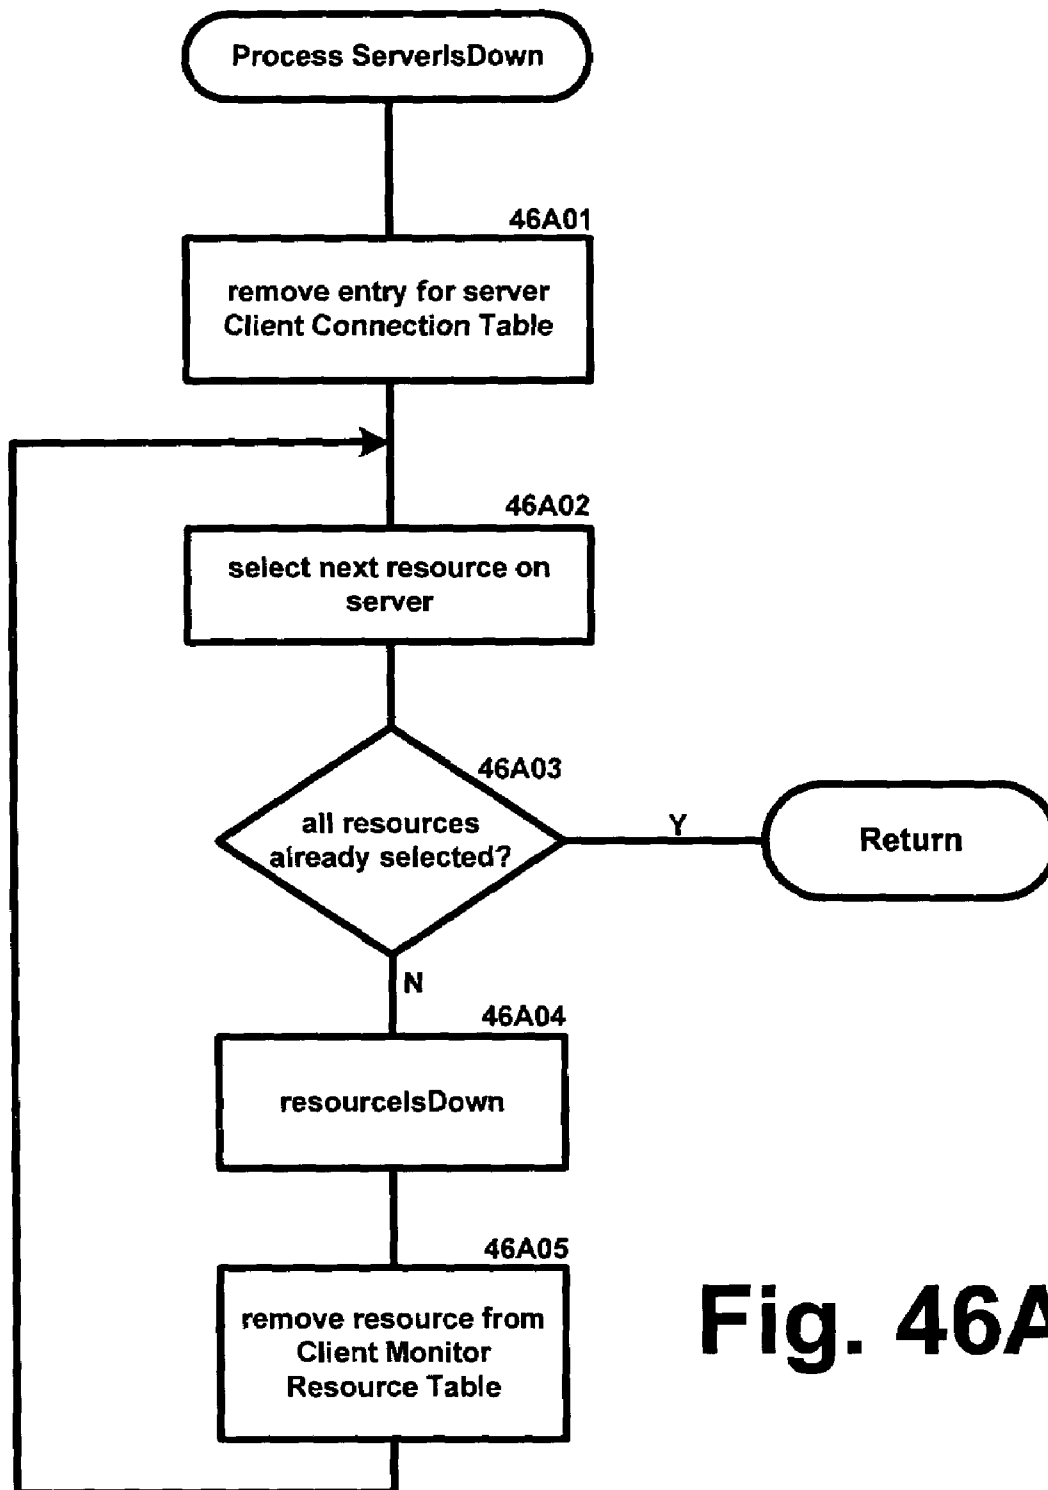 Process ServerIsDown
46A01
remove entry for server
Client Connection Table
46A02
select next resource on
server
46A03
all resources
already selected?
Y
Return
N
46A04
resourceIsDown
46A05
remove resource from
Client Monitor
Resource Table
Fig. 46A